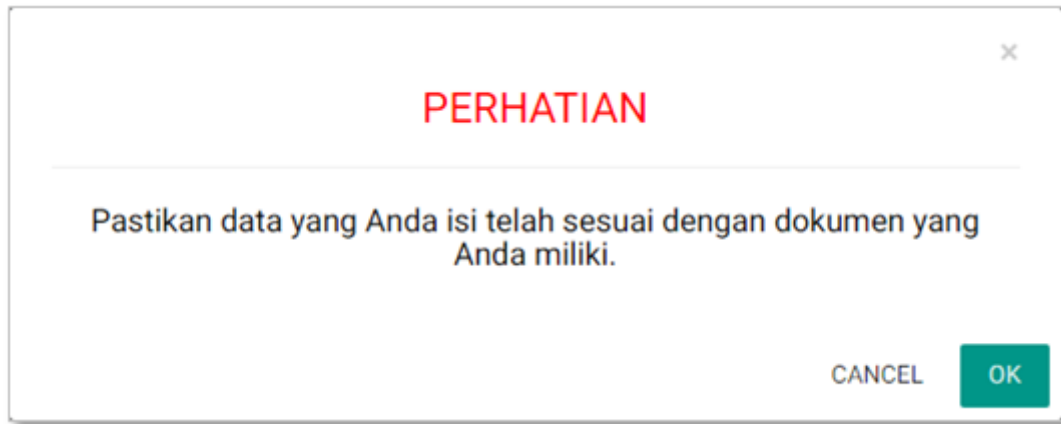 ×
PERHATIAN
Pastikan data yang Anda isi telah sesuai dengan dokumen yang
Anda miliki.
CANCEL OK